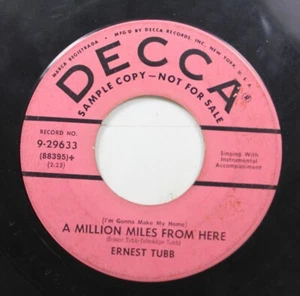 MARCA REGISTRADA • MFG'D BY DECCA RECORDS, INC., NEW YORK, U.S.A.
DECCA
SAMPLE COPY—NOT FOR SALE
RECORD NO.
9-29633
(88395)+
(2:23)
Singing With
Instrumental
Accompaniment
(I'm Gonna Make My Home)
A MILLION MILES FROM HERE
ERNEST TUBB